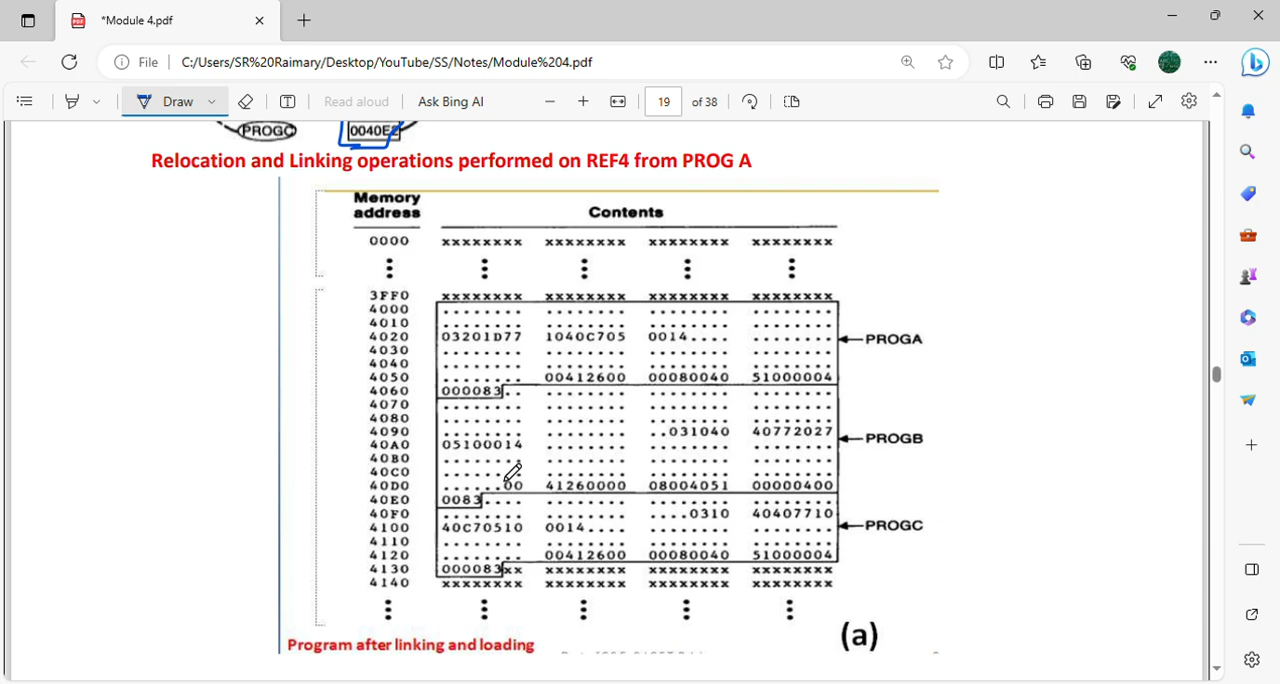 *Module 4.pdf
File | C:/Users/SR%20Raimary/Desktop/YouTube/SS/Notes/Module%204.pdf
Draw | Read aloud | Ask Bing AI 19 of 38
PROGC 0040E2
Relocation and Linking operations performed on REF4 from PROG A
Memory address Contents
0000 xxxxxxxx xxxxxxxx xxxxxxxx xxxxxxxx
3FF0 xxxxxxxx xxxxxxxx xxxxxxxx xxxxxxxx
4000 ........ ........ ........ ........
4010 ........ ........ ........ ........
4020 03201D77 1040C705 0014.... ........ PROGA
4030 ........ ........ ........ ........
4040 ........ ........ ........ ........
4050 ........ 00412600 00080040 51000004
4060 000083.. ........ ........ ........
4070 ........ ........ ........ ........
4080 ........ ........ ........ ........
4090 ........ ........ ..031040 40772027 PROGB
40A0 05100014 ........ ........ ........
40B0 ........ ........ ........ ........
40C0 ........ ........ ........ ........
40D0 ......00 41260000 08004051 00000400
40E0 0083.... ........ ........ ........
40F0 ........ ........ ....0310 40407710
4100 40C70510 0014.... ........ ........ PROGC
4110 ........ ........ ........ ........
4120 ........ 00412600 00080040 51000004
4130 000083xx xxxxxxxx xxxxxxxx xxxxxxxx
4140 xxxxxxxx xxxxxxxx xxxxxxxx xxxxxxxx
(a)
Program after linking and loading